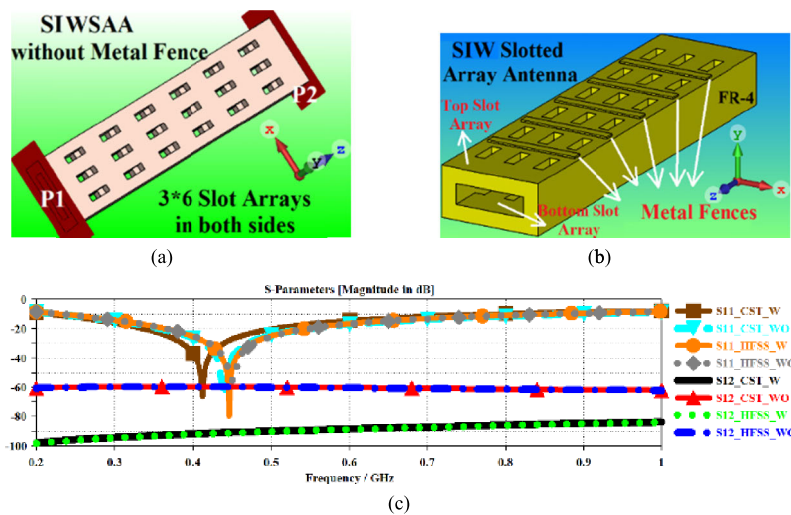 SIWSAA
without Metal Fence
P2
x
y
z
P1
3*6 Slot Arrays
in both sides
(a)
SIW Slotted
Array Antenna
FR-4
Top Slot
Array
y
z
x
Bottom Slot
Array
Metal Fences
(b)
S-Parameters [Magnitude in dB]
0
-20
-40
-60
-80
-100
0.2 0.3 0.4 0.5 0.6 0.7 0.8 0.9 1
Frequency / GHz
S11_CST_W
S11_CST_WO
S11_HFSS_W
S11_HFSS_WO
S12_CST_W
S12_CST_WO
S12_HFSS_W
S12_HFSS_WO
(c)